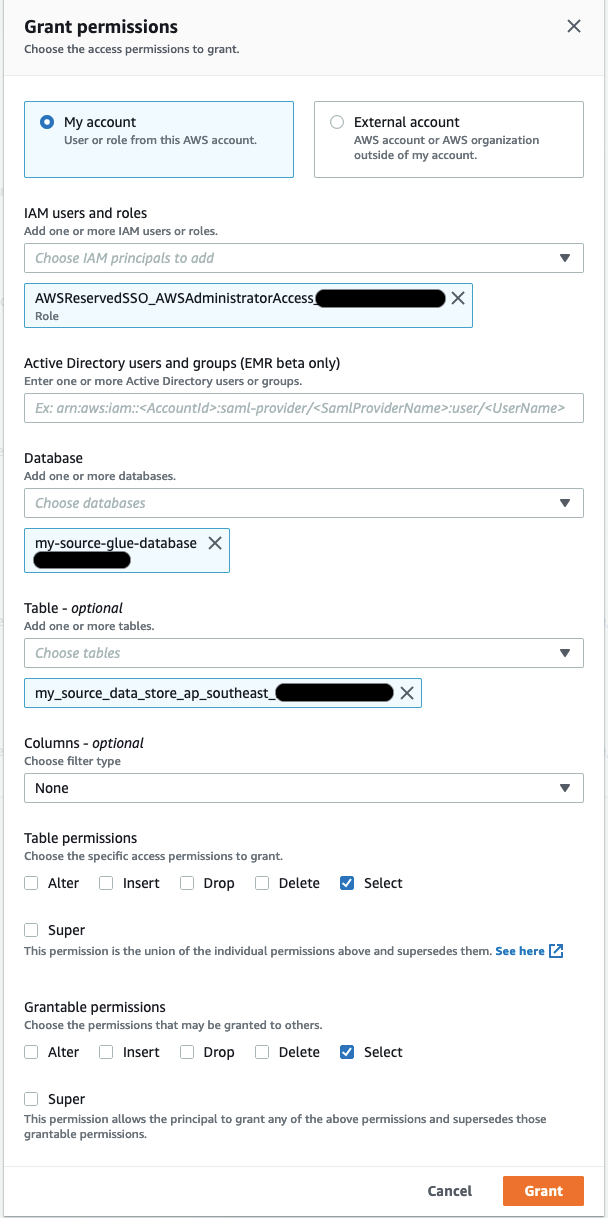 Grant permissions
Choose the access permissions to grant.
My account
User or role from this AWS account.
External account
AWS account or AWS organization
outside of my account.
IAM users and roles
Add one or more IAM users or roles.
Choose IAM principals to add
AWSReservedSSO_AWSAdministratorAccess_
Role
Active Directory users and groups (EMR beta only)
Enter one or more Active Directory users or groups.
Ex: arn:aws:iam::<AccountId>:saml-provider/<SamlProviderName>:user/<UserName>
Database
Add one or more databases.
Choose databases
my-source-glue-database
Table - optional
Add one or more tables.
Choose tables
my_source_data_store_ap_southeast_
Columns - optional
Choose filter type
None
Table permissions
Choose the specific access permissions to grant.
Alter Insert Drop Delete Select
Super
This permission is the union of the individual permissions above and supersedes them. See here
Grantable permissions
Choose the permissions that may be granted to others.
Alter Insert Drop Delete Select
Super
This permission allows the principal to grant any of the above permissions and supersedes those
grantable permissions.
Cancel Grant